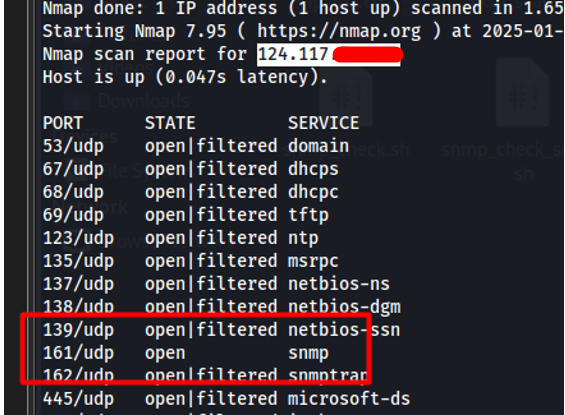 Nmap done: 1 IP address (1 host up) scanned in 1.65
Starting Nmap 7.95 ( https://nmap.org ) at 2025-01-
Nmap scan report for 124.117.
Host is up (0.047s latency).
Downloads
PORT STATE SERVICE
53/udp open|filtered domain
67/udp open|filtered dhcps
68/udp open|filtered dhcpc
69/udp open|filtered tftp
123/udp open|filtered ntp
135/udp open|filtered msrpc
137/udp open|filtered netbios-ns
138/udp open|filtered netbios-dgm
139/udp open|filtered netbios-ssn
161/udp open snmp
162/udp open|filtered snmptrap
445/udp open|filtered microsoft-ds